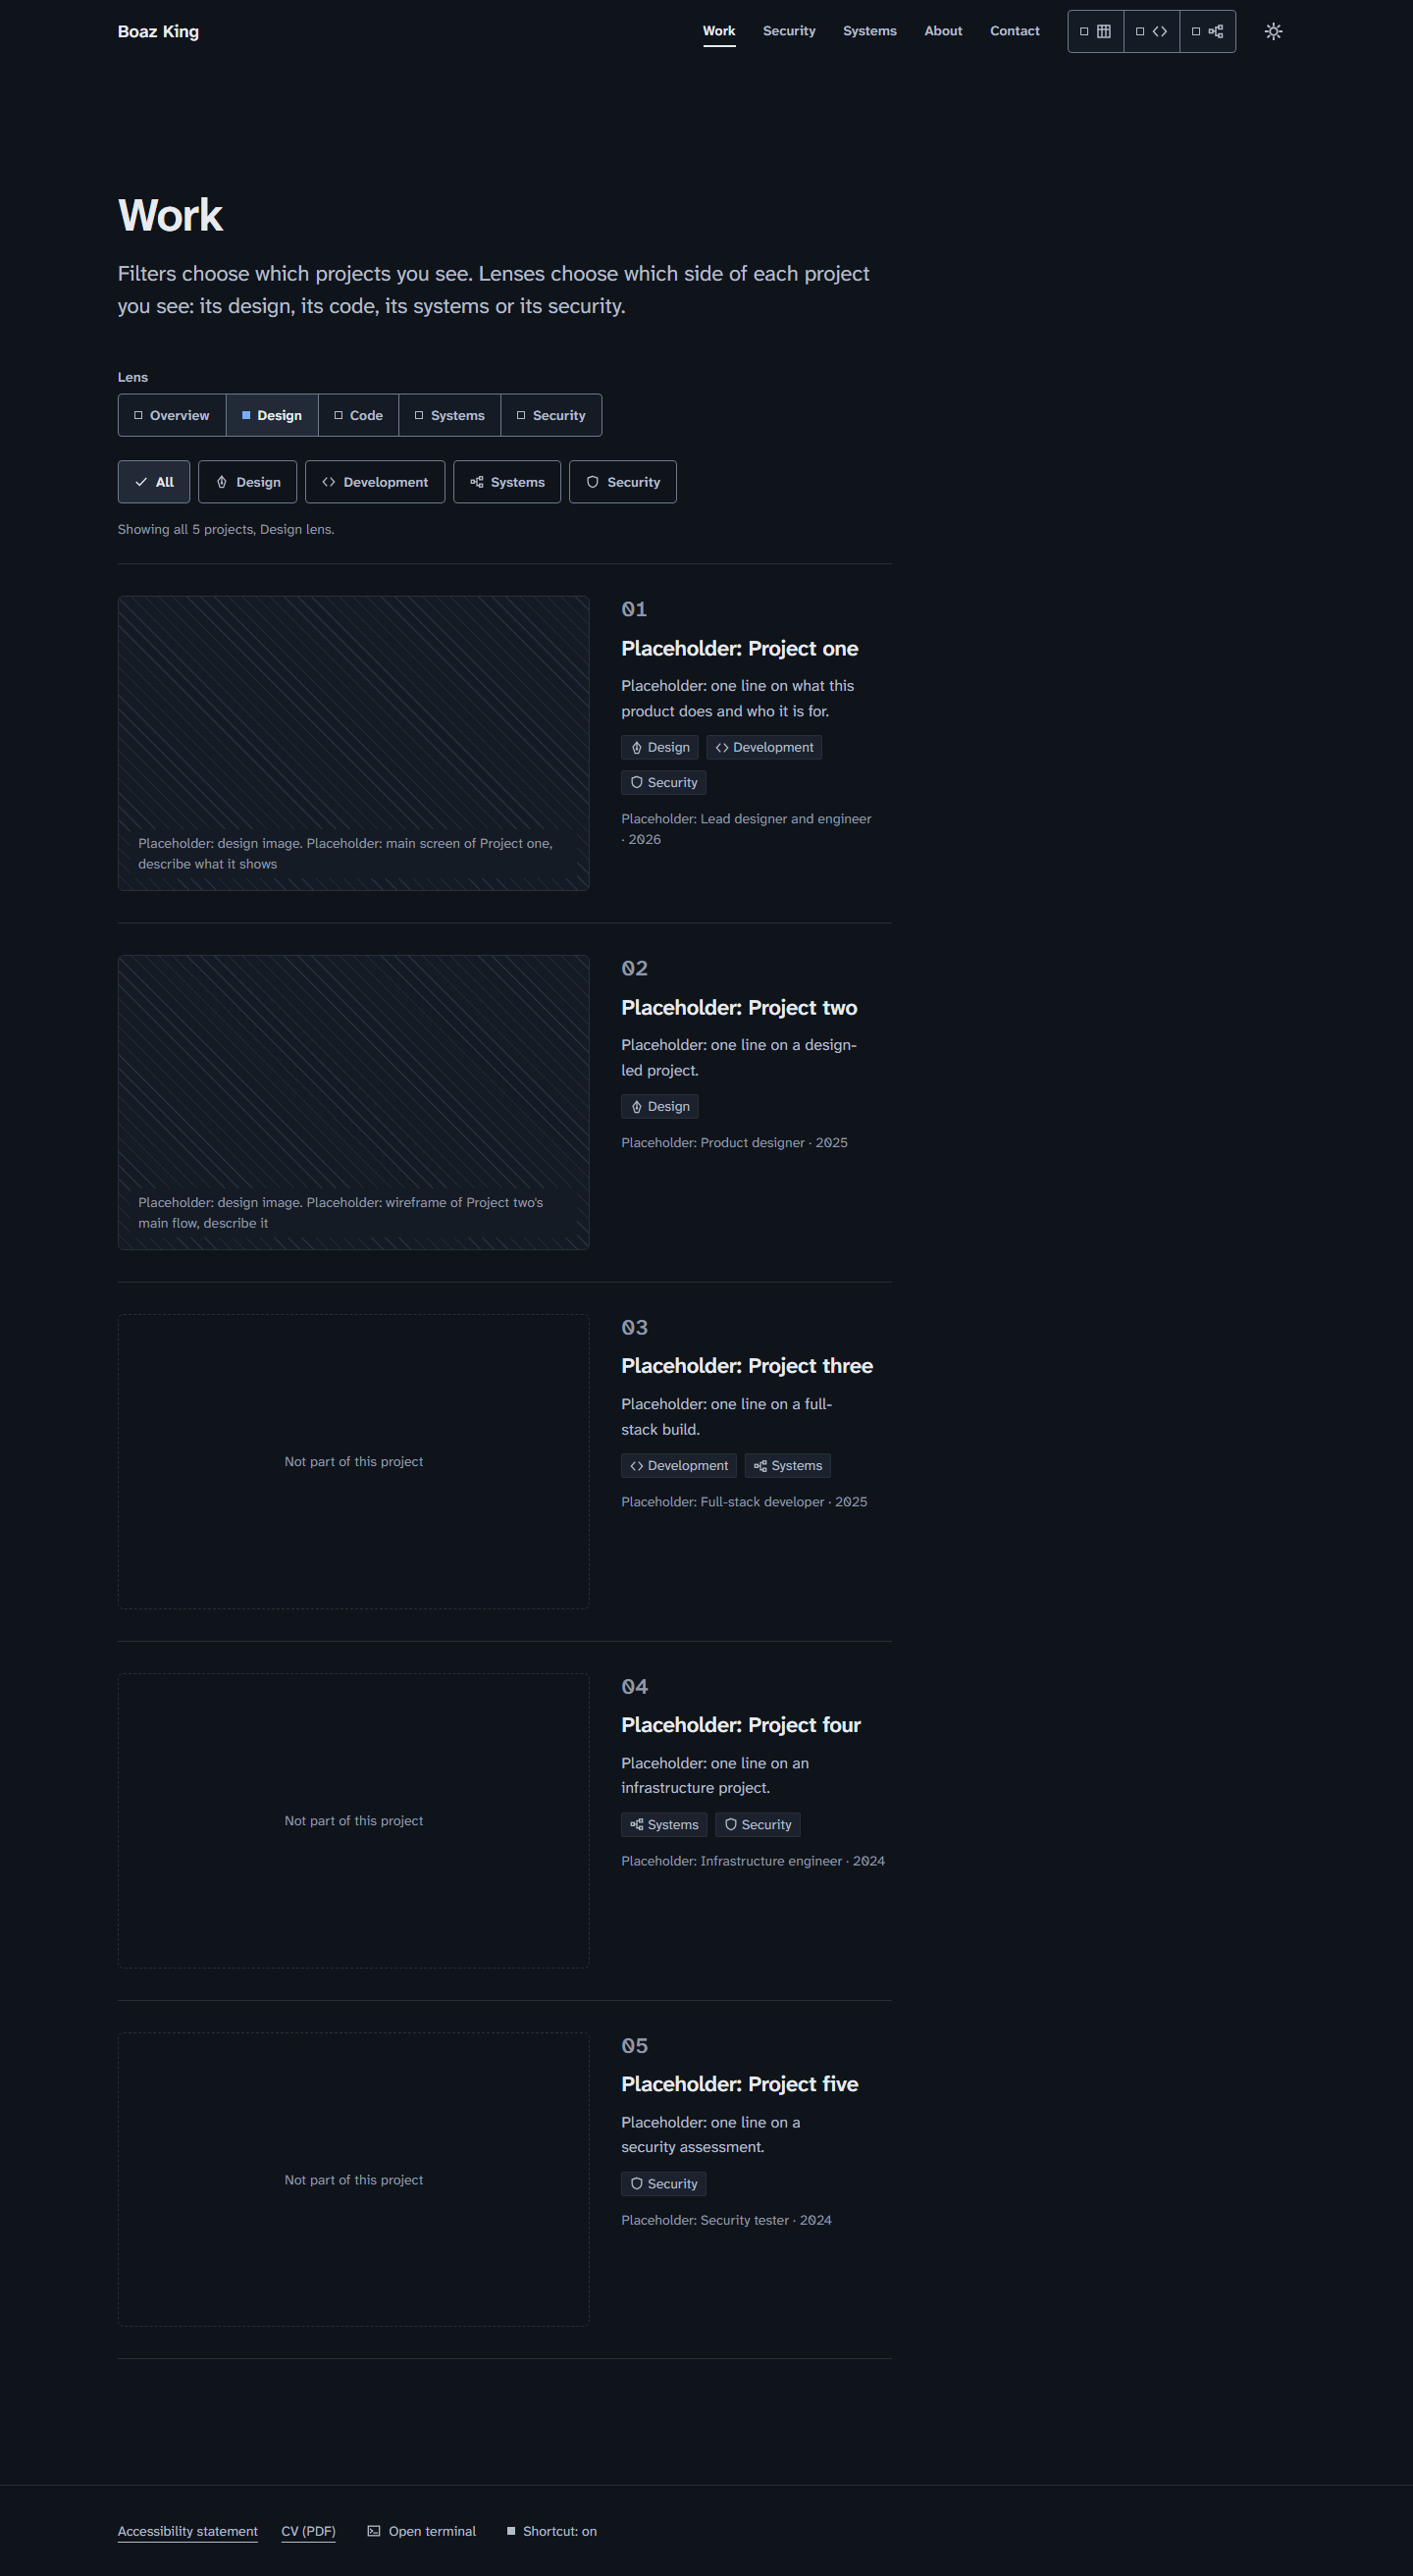 Boaz King
Work
Security
Systems
About
Contact
Work
Filters choose which projects you see. Lenses choose which side of each project
you see: its design, its code, its systems or its security.
Lens
Overview
Design
Code
Systems
Security
All
Design
Development
Systems
Security
Showing all 5 projects, Design lens.
Placeholder: design image. Placeholder: main screen of Project one,
describe what it shows
01
Placeholder: Project one
Placeholder: one line on what this
product does and who it is for.
Design
Development
Security
Placeholder: Lead designer and engineer
· 2026
Placeholder: design image. Placeholder: wireframe of Project two's
main flow, describe it
02
Placeholder: Project two
Placeholder: one line on a design-
led project.
Design
Placeholder: Product designer · 2025
Not part of this project
03
Placeholder: Project three
Placeholder: one line on a full-
stack build.
Development
Systems
Placeholder: Full-stack developer · 2025
Not part of this project
04
Placeholder: Project four
Placeholder: one line on an
infrastructure project.
Systems
Security
Placeholder: Infrastructure engineer · 2024
Not part of this project
05
Placeholder: Project five
Placeholder: one line on a
security assessment.
Security
Placeholder: Security tester · 2024
Accessibility statement
CV (PDF)
Open terminal
Shortcut: on